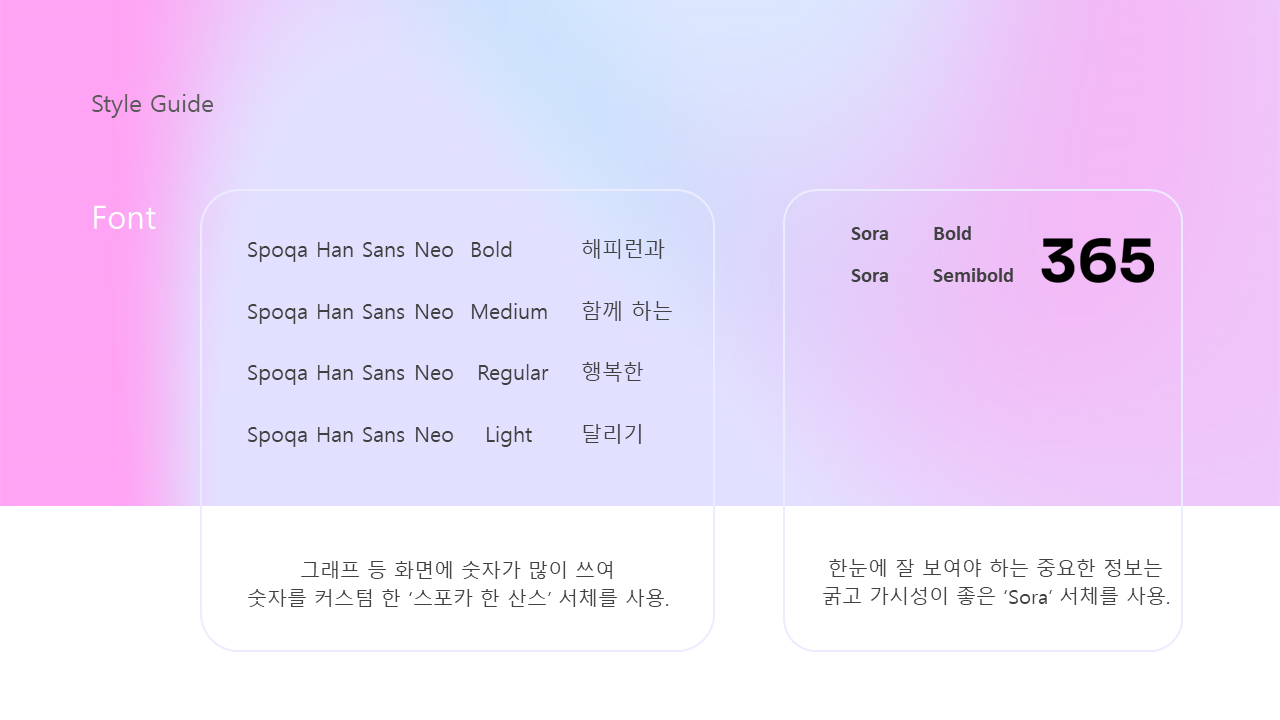 Style Guide
Font
Spoqa Han Sans Neo Bold 해피런과
Spoqa Han Sans Neo Medium 함께 하는
Spoqa Han Sans Neo Regular 행복한
Spoqa Han Sans Neo Light 달리기
그래프 등 화면에 숫자가 많이 쓰여
숫자를 커스텀 한 ‘스포카 한 산스’ 서체를 사용.
Sora Bold
Sora Semibold
365
한눈에 잘 보여야 하는 중요한 정보는
굵고 가시성이 좋은 ‘Sora’ 서체를 사용.